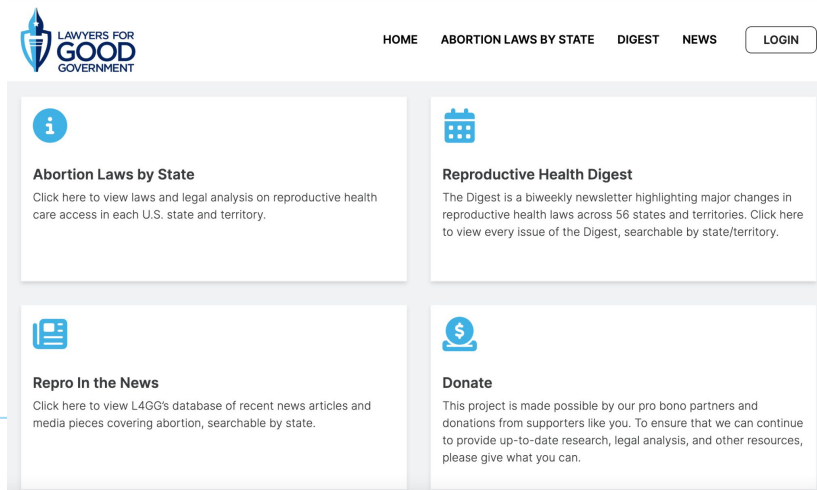 LAWYERS FOR
GOOD
GOVERNMENT
HOME ABORTION LAWS BY STATE DIGEST NEWS LOGIN
Abortion Laws by State
Click here to view laws and legal analysis on reproductive health
care access in each U.S. state and territory.
Reproductive Health Digest
The Digest is a biweekly newsletter highlighting major changes in
reproductive health laws across 56 states and territories. Click here
to view every issue of the Digest, searchable by state/territory.
Repro In the News
Click here to view L4GG's database of recent news articles and
media pieces covering abortion, searchable by state.
Donate
This project is made possible by our pro bono partners and
donations from supporters like you. To ensure that we can continue
to provide up-to-date research, legal analysis, and other resources,
please give what you can.